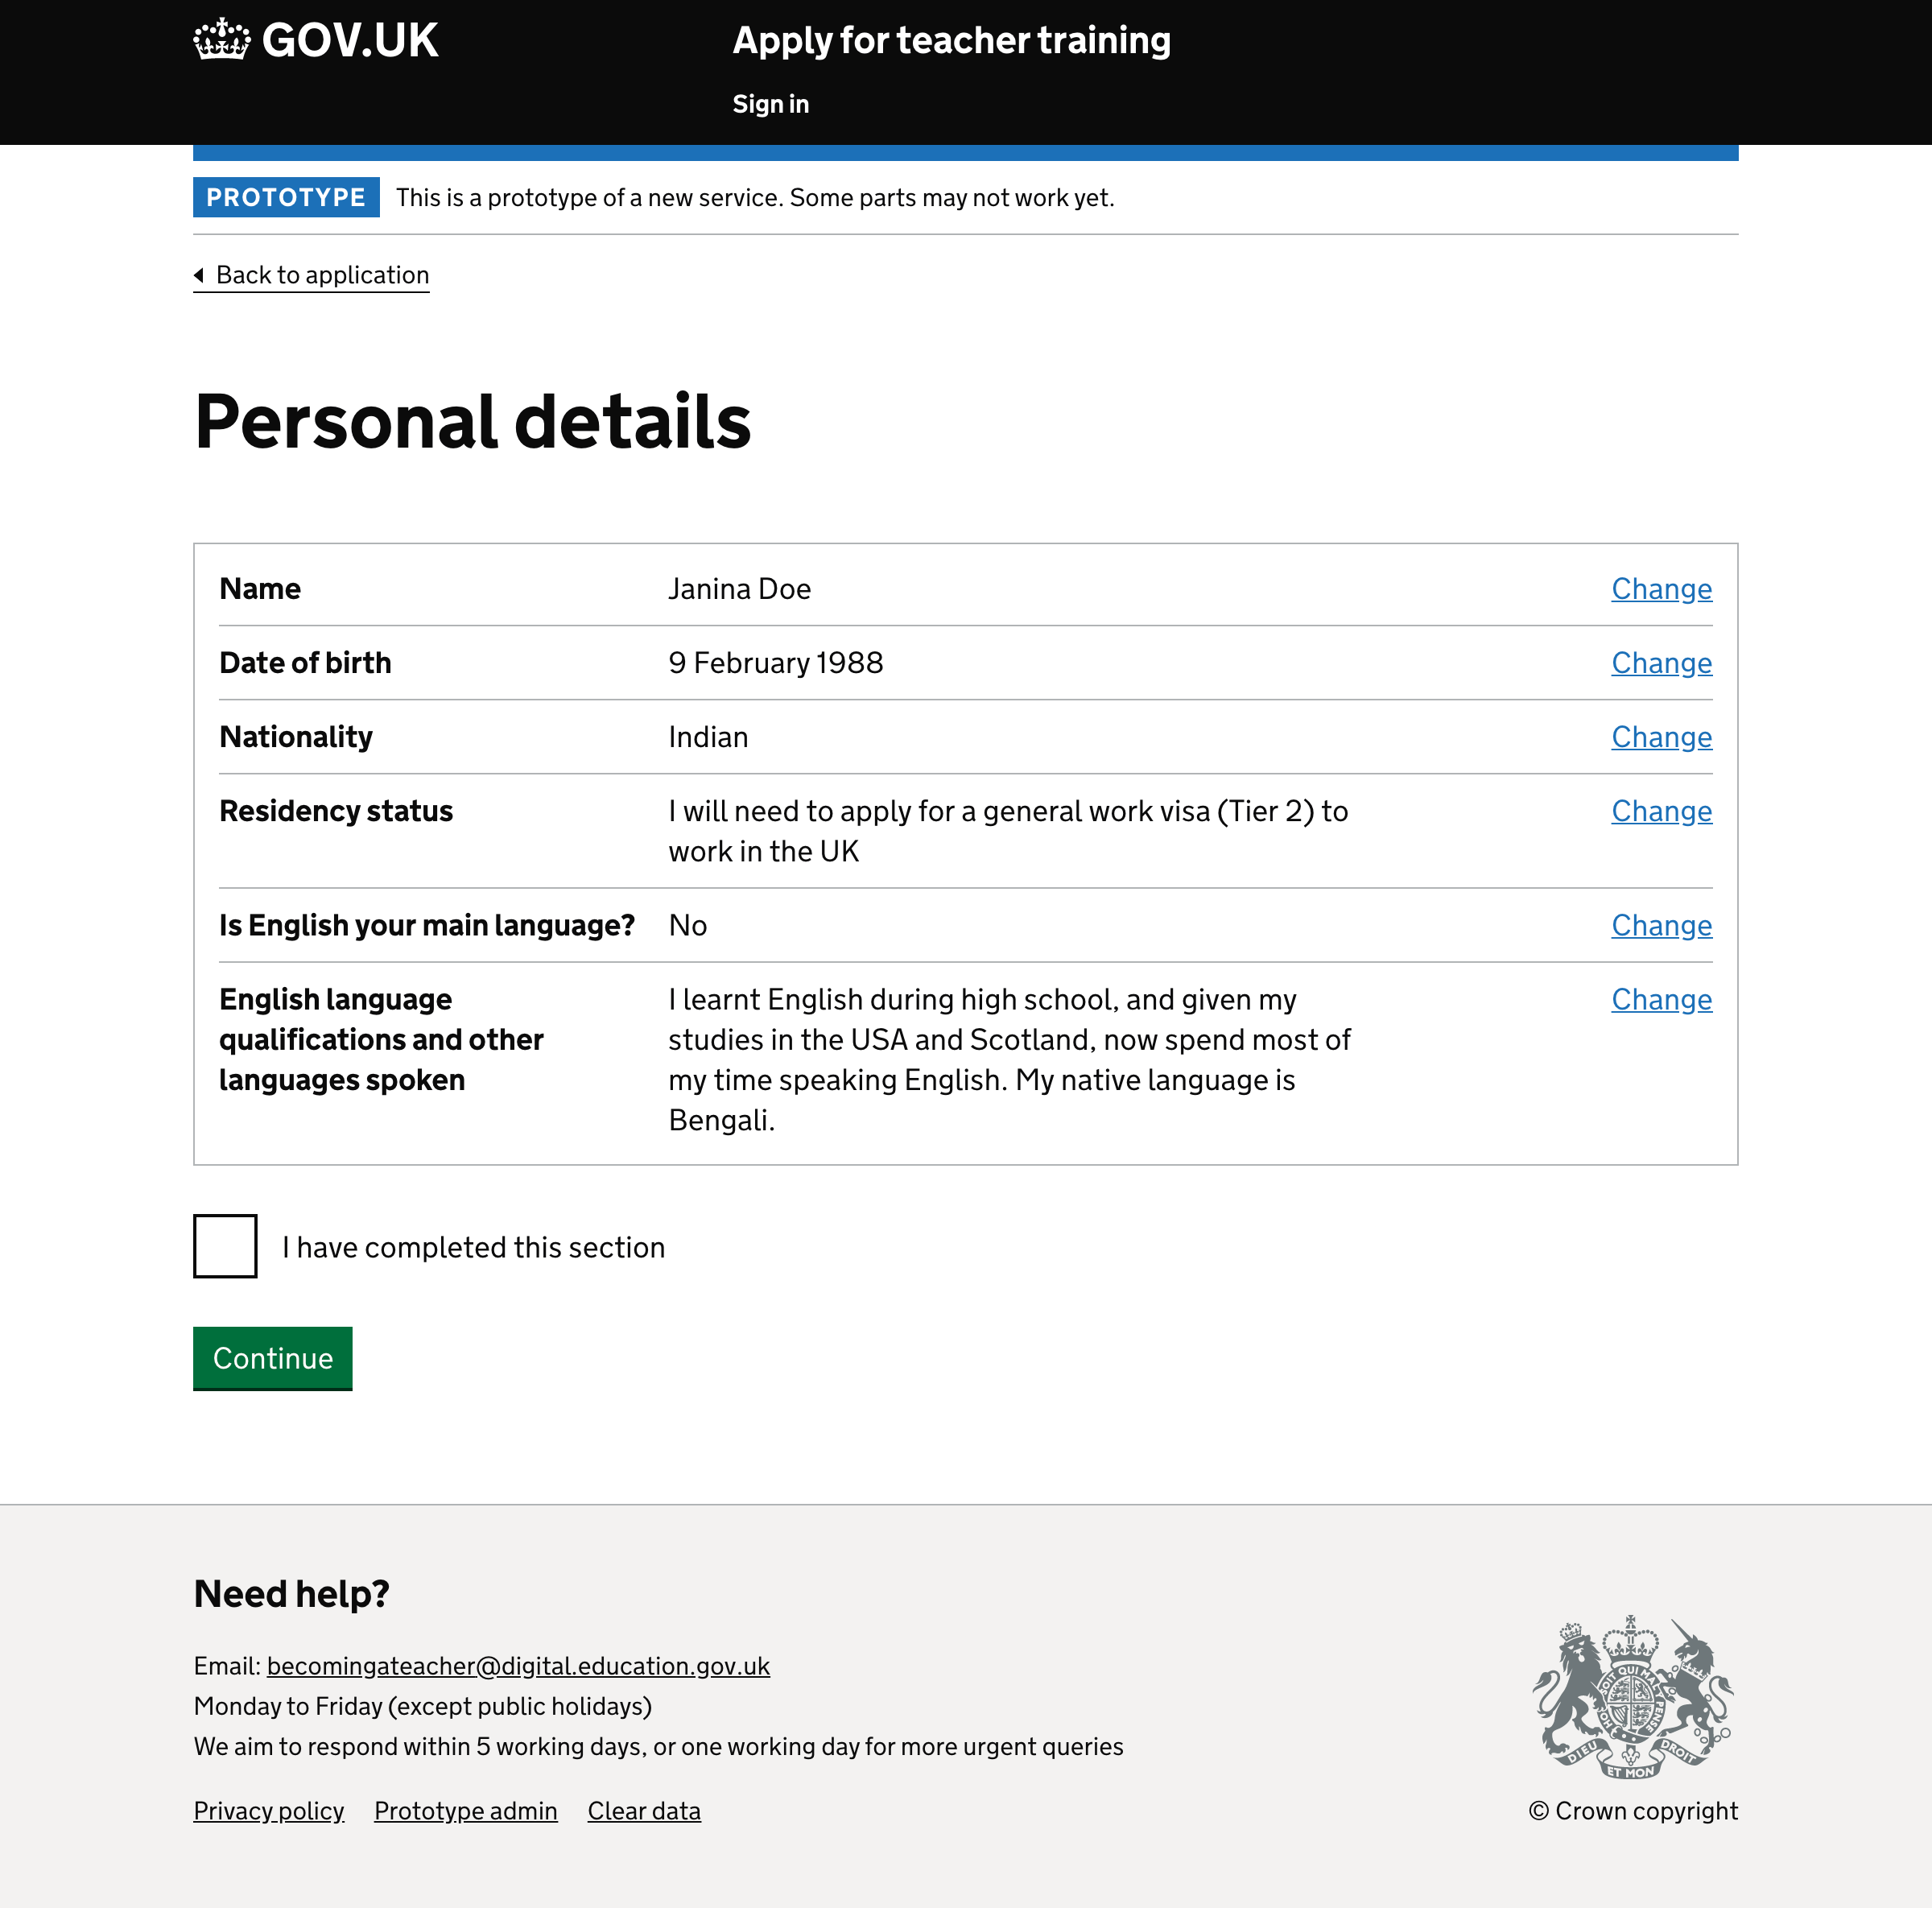 GOV.UK
Apply for teacher training
Sign in
PROTOTYPE This is a prototype of a new service. Some parts may not work yet.
Back to application
Personal details
Name Janina Doe Change
Date of birth 9 February 1988 Change
Nationality Indian Change
Residency status I will need to apply for a general work visa (Tier 2) to Change
work in the UK
Is English your main language? No Change
English language I learnt English during high school, and given my Change
qualifications and other studies in the USA and Scotland, now spend most of
languages spoken my time speaking English. My native language is
Bengali.
I have completed this section
Continue
Need help?
Email: becomingateacher@digital.education.gov.uk
Monday to Friday (except public holidays)
We aim to respond within 5 working days, or one working day for more urgent queries
Privacy policy Prototype admin Clear data
DIEU ET MON DROIT
© Crown copyright